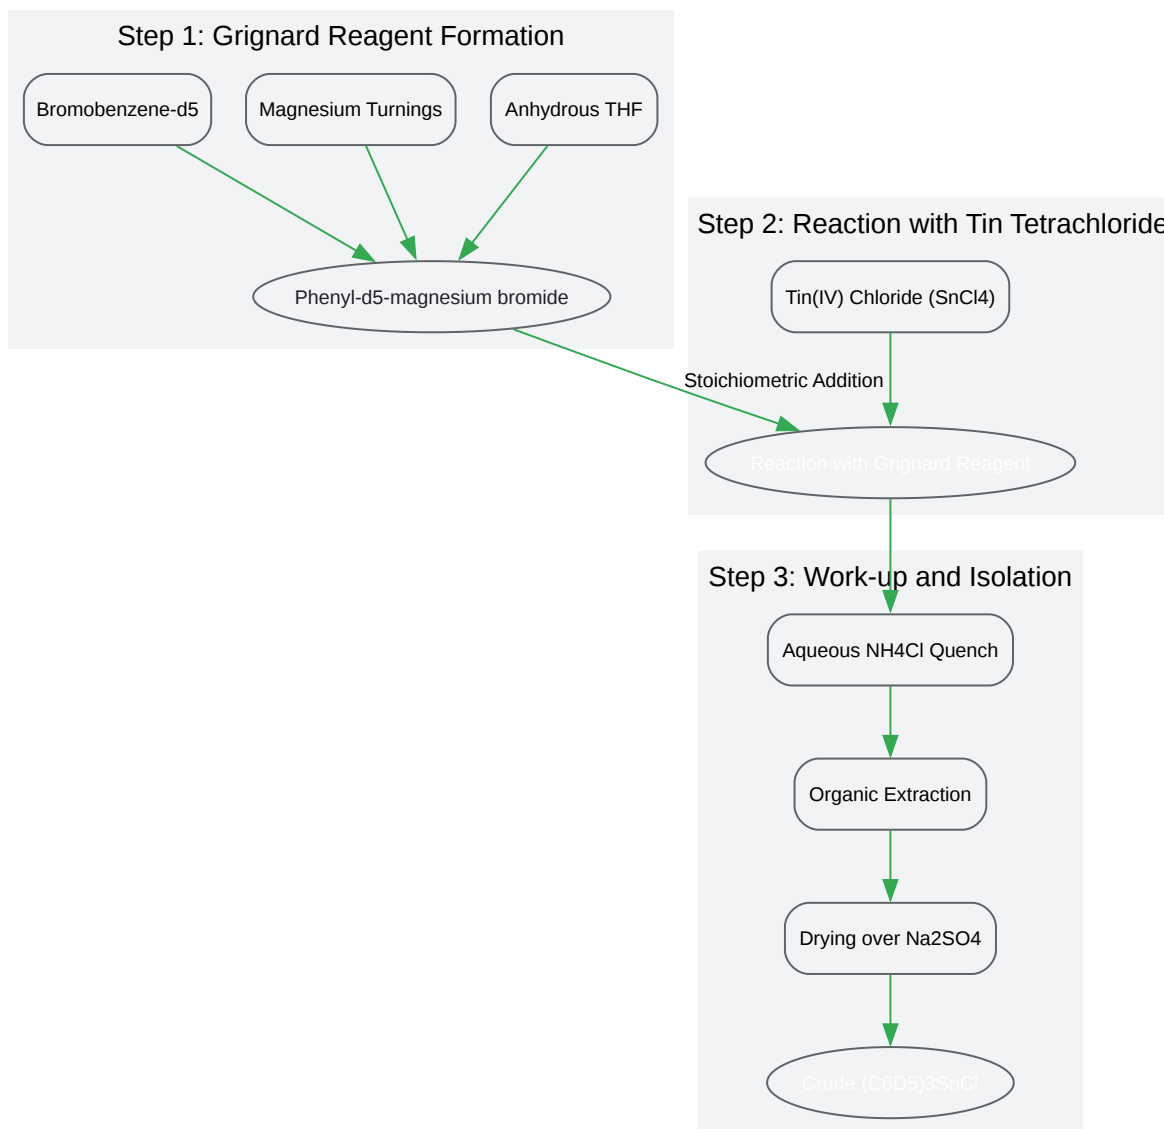 Step 1: Grignard Reagent Formation
Bromobenzene-d5
Magnesium Turnings
Anhydrous THF
Phenyl-d5-magnesium bromide
Step 2: Reaction with Tin Tetrachloride
Tin(IV) Chloride (SnCl4)
Stoichiometric Addition
Reaction with Grignard Reagent
Step 3: Work-up and Isolation
Aqueous NH4Cl Quench
Organic Extraction
Drying over Na2SO4
Crude (C6D5)3SnCl